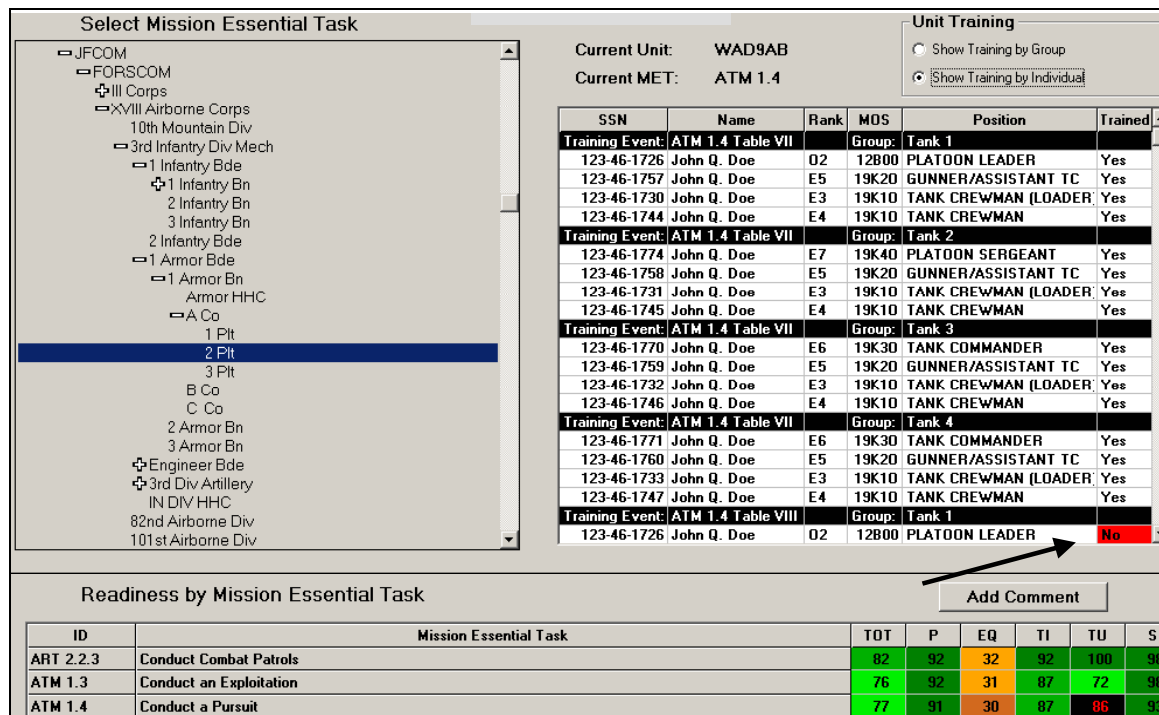 Select Mission Essential Task
JFCOM
FORSCOM
III Corps
XVIII Airborne Corps
10th Mountain Div
3rd Infantry Div Mech
1 Infantry Bde
1 Infantry Bn
2 Infantry Bn
3 Infantry Bn
2 Infantry Bde
1 Armor Bde
1 Armor Bn
Armor HHC
A Co
1 Plt
2 Plt
3 Plt
B Co
C Co
2 Armor Bn
3 Armor Bn
Engineer Bde
3rd Div Artillery
IN DIV HHC
82nd Airborne Div
101st Airborne Div
Current Unit: WAD9AB
Current MET: ATM 1.4
Unit Training
Show Training by Group
Show Training by Individual
SSN Name Rank MOS Position Trained
Training Event: ATM 1.4 Table VII Group: Tank 1
123-46-1726 John Q. Doe 02 12B00 PLATOON LEADER Yes
123-46-1757 John Q. Doe E5 19K20 GUNNER/ASSISTANT TC Yes
123-46-1730 John Q. Doe E3 19K10 TANK CREWMAN (LOADER) Yes
123-46-1744 John Q. Doe E4 19K10 TANK CREWMAN Yes
Training Event: ATM 1.4 Table VII Group: Tank 2
123-46-1774 John Q. Doe E7 19K40 PLATOON SERGEANT Yes
123-46-1758 John Q. Doe E5 19K20 GUNNER/ASSISTANT TC Yes
123-46-1731 John Q. Doe E3 19K10 TANK CREWMAN (LOADER) Yes
123-46-1745 John Q. Doe E4 19K10 TANK CREWMAN Yes
Training Event: ATM 1.4 Table VII Group: Tank 3
123-46-1770 John Q. Doe E6 19K30 TANK COMMANDER Yes
123-46-1759 John Q. Doe E5 19K20 GUNNER/ASSISTANT TC Yes
123-46-1732 John Q. Doe E3 19K10 TANK CREWMAN (LOADER) Yes
123-46-1746 John Q. Doe E4 19K10 TANK CREWMAN Yes
Training Event: ATM 1.4 Table VII Group: Tank 4
123-46-1771 John Q. Doe E6 19K30 TANK COMMANDER Yes
123-46-1760 John Q. Doe E5 19K20 GUNNER/ASSISTANT TC Yes
123-46-1733 John Q. Doe E3 19K10 TANK CREWMAN (LOADER) Yes
123-46-1747 John Q. Doe E4 19K10 TANK CREWMAN Yes
Training Event: ATM 1.4 Table VIII Group: Tank 1
123-46-1726 John Q. Doe 02 12B00 PLATOON LEADER No
Readiness by Mission Essential Task
Add Comment
ID Mission Essential Task TOT P EQ TI TU S
ART 2.2.3 Conduct Combat Patrols 82 92 32 92 100
ATM 1.3 Conduct an Exploitation 76 92 31 87 72
ATM 1.4 Conduct a Pursuit 77 91 30 87 86